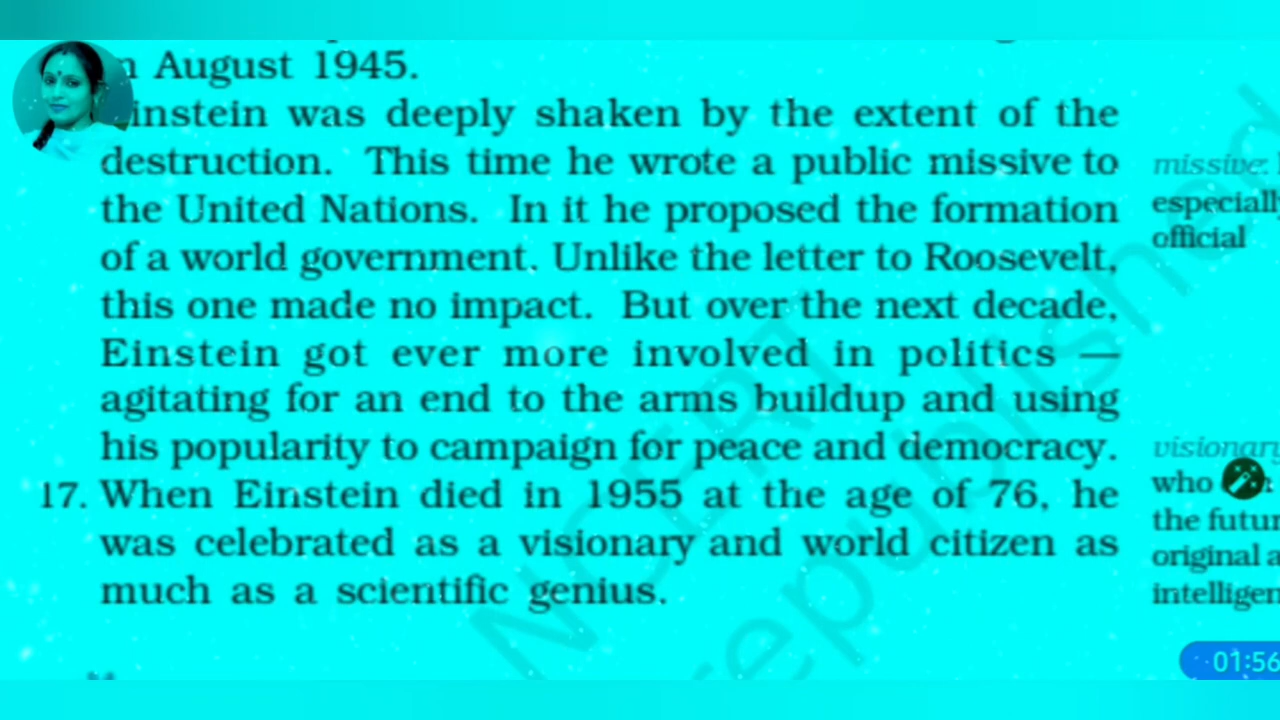 n August 1945.
instein was deeply shaken by the extent of the
destruction. This time he wrote a public missive to
the United Nations. In it he proposed the formation
of a world government. Unlike the letter to Roosevelt,
this one made no impact. But over the next decade,
Einstein got ever more involved in politics —
agitating for an end to the arms buildup and using
his popularity to campaign for peace and democracy.
17. When Einstein died in 1955 at the age of 76, he
was celebrated as a visionary and world citizen as
much as a scientific genius.
missive:
especially
official
visionary
who
the futur
original a
intelligen
NCERT
republished
01:56